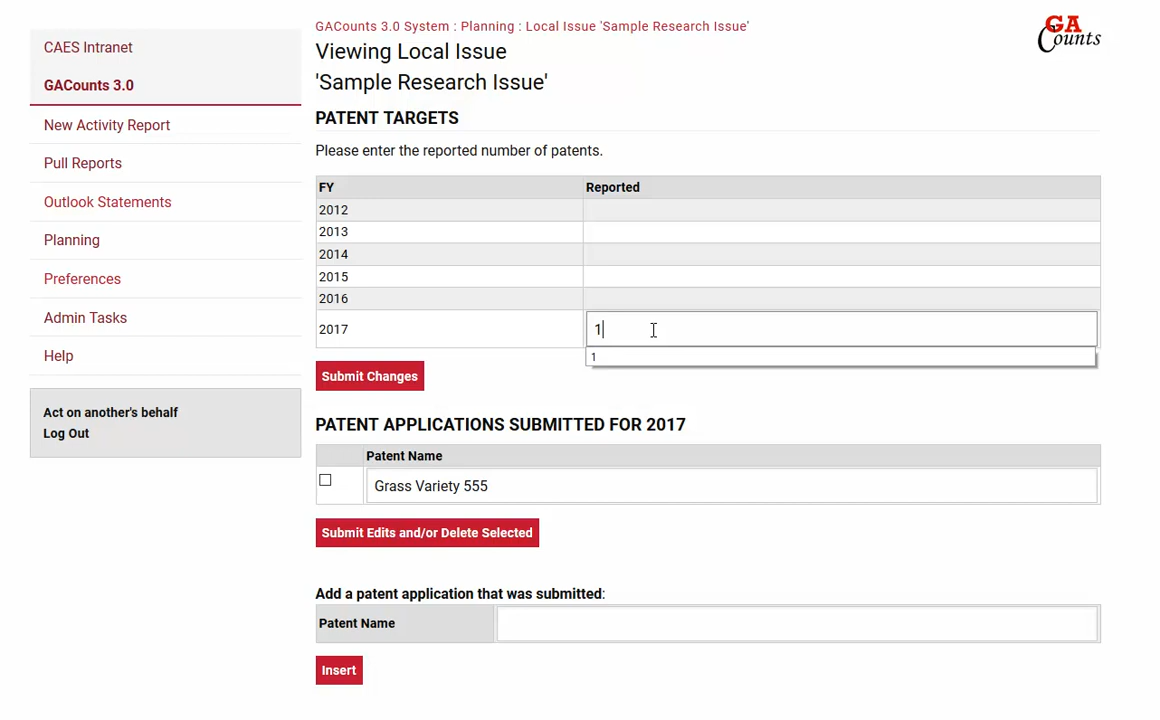 GACounts 3.0 System : Planning : Local Issue 'Sample Research Issue'
GA
Counts
CAES Intranet
GACounts 3.0
New Activity Report
Pull Reports
Outlook Statements
Planning
Preferences
Admin Tasks
Help
Act on another's behalf
Log Out
Viewing Local Issue
'Sample Research Issue'
PATENT TARGETS
Please enter the reported number of patents.
FY Reported
2012
2013
2014
2015
2016
2017 1
1
Submit Changes
PATENT APPLICATIONS SUBMITTED FOR 2017
Patent Name
Grass Variety 555
Submit Edits and/or Delete Selected
Add a patent application that was submitted:
Patent Name
Insert